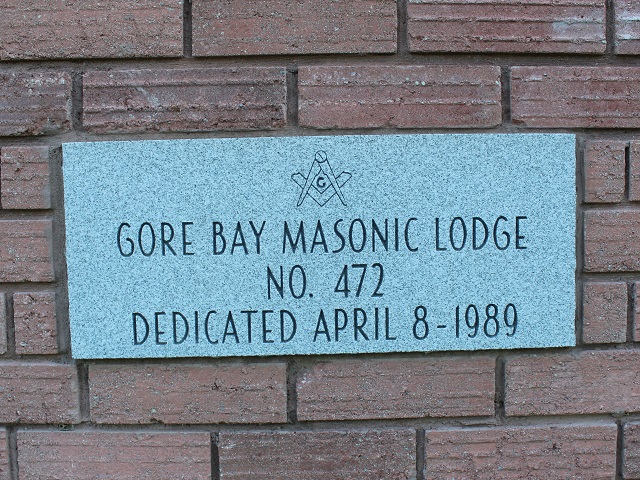 G
GORE BAY MASONIC LODGE
NO. 472
DEDICATED APRIL 8-1989